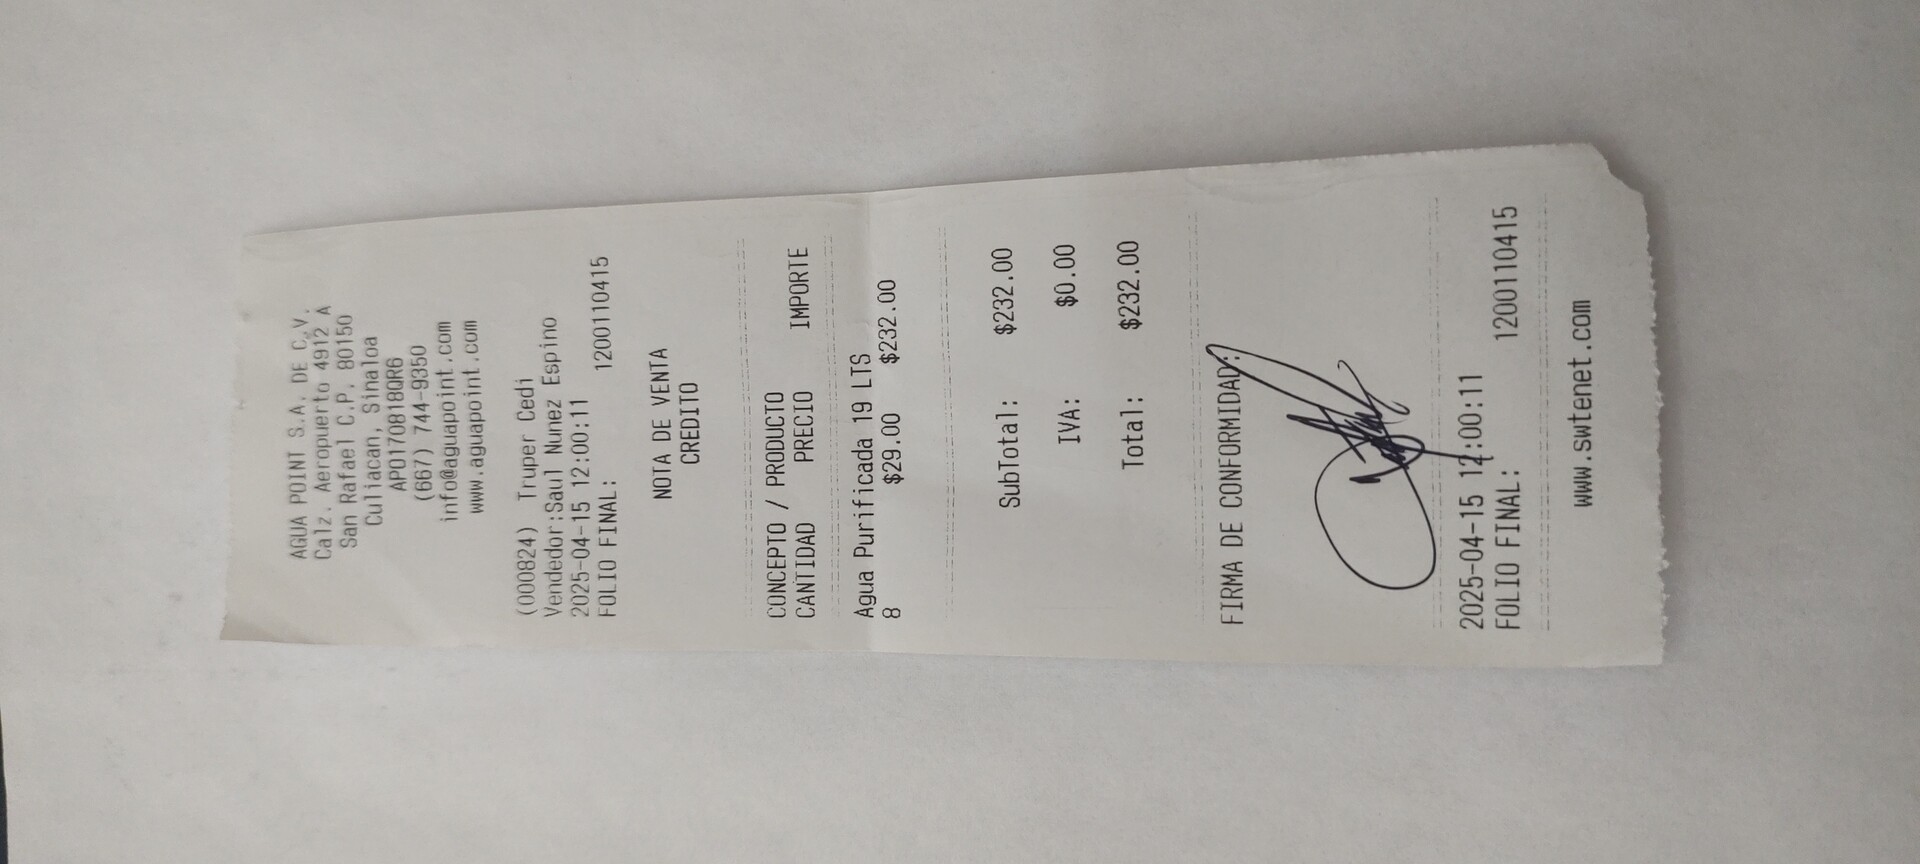 AGUA POINT S.A. DE C.V.
Calz. Aeropuerto 4912 A
San Rafael C.P. 80150
Culiacan, Sinaloa
APO170818QR6
(667) 744-9350
info@aguapoint.com
www.aguapoint.com
(000824) Truper Cedi
Vendedor:Saul Nunez Espino
2025-04-15 12:00:11
FOLIO FINAL: 1200110415
NOTA DE VENTA
CREDITO
CONCEPTO / PRODUCTO
CANTIDAD PRECIO IMPORTE
Agua Purificada 19 LTS
8 $29.00 $232.00
SubTotal: $232.00
IVA: $0.00
Total: $232.00
FIRMA DE CONFORMIDAD:
2025-04-15 12:00:11
FOLIO FINAL: 1200110415
www.swtenet.com